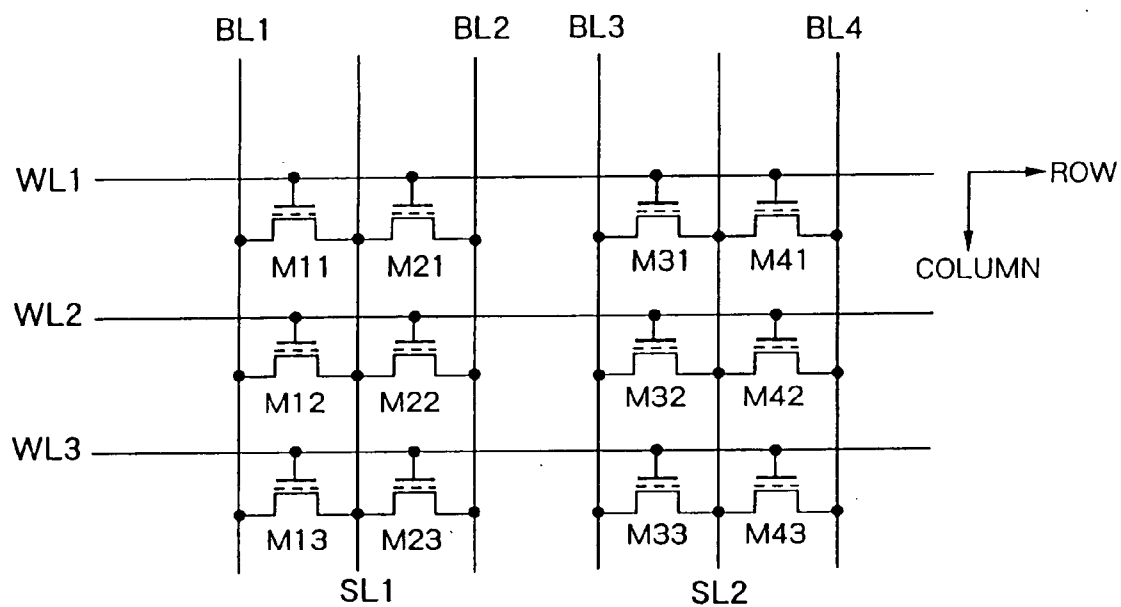 BL1 BL2 BL3 BL4
WL1 ROW
M11 M21 M31 M41 COLUMN
WL2
M12 M22 M32 M42
WL3
M13 M23 M33 M43
SL1 SL2